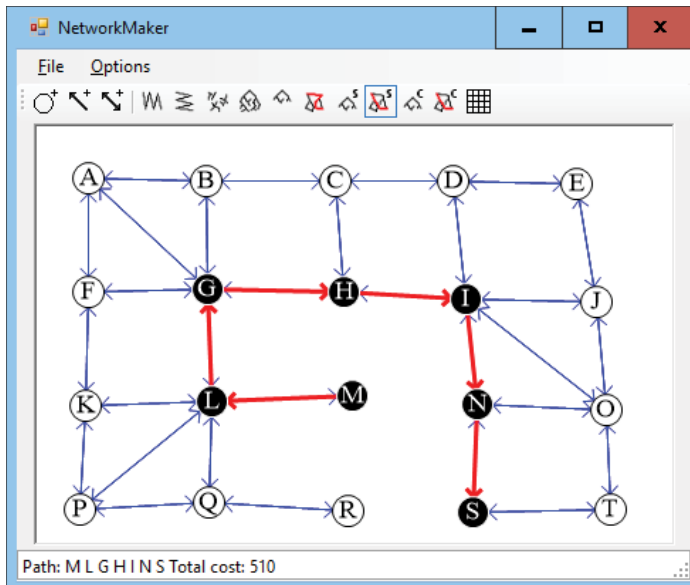 NetworkMaker
File Options
S S C C
A B C D E
F G H I J
K L M N O
P Q R S T
Path: M L G H I N S Total cost: 510